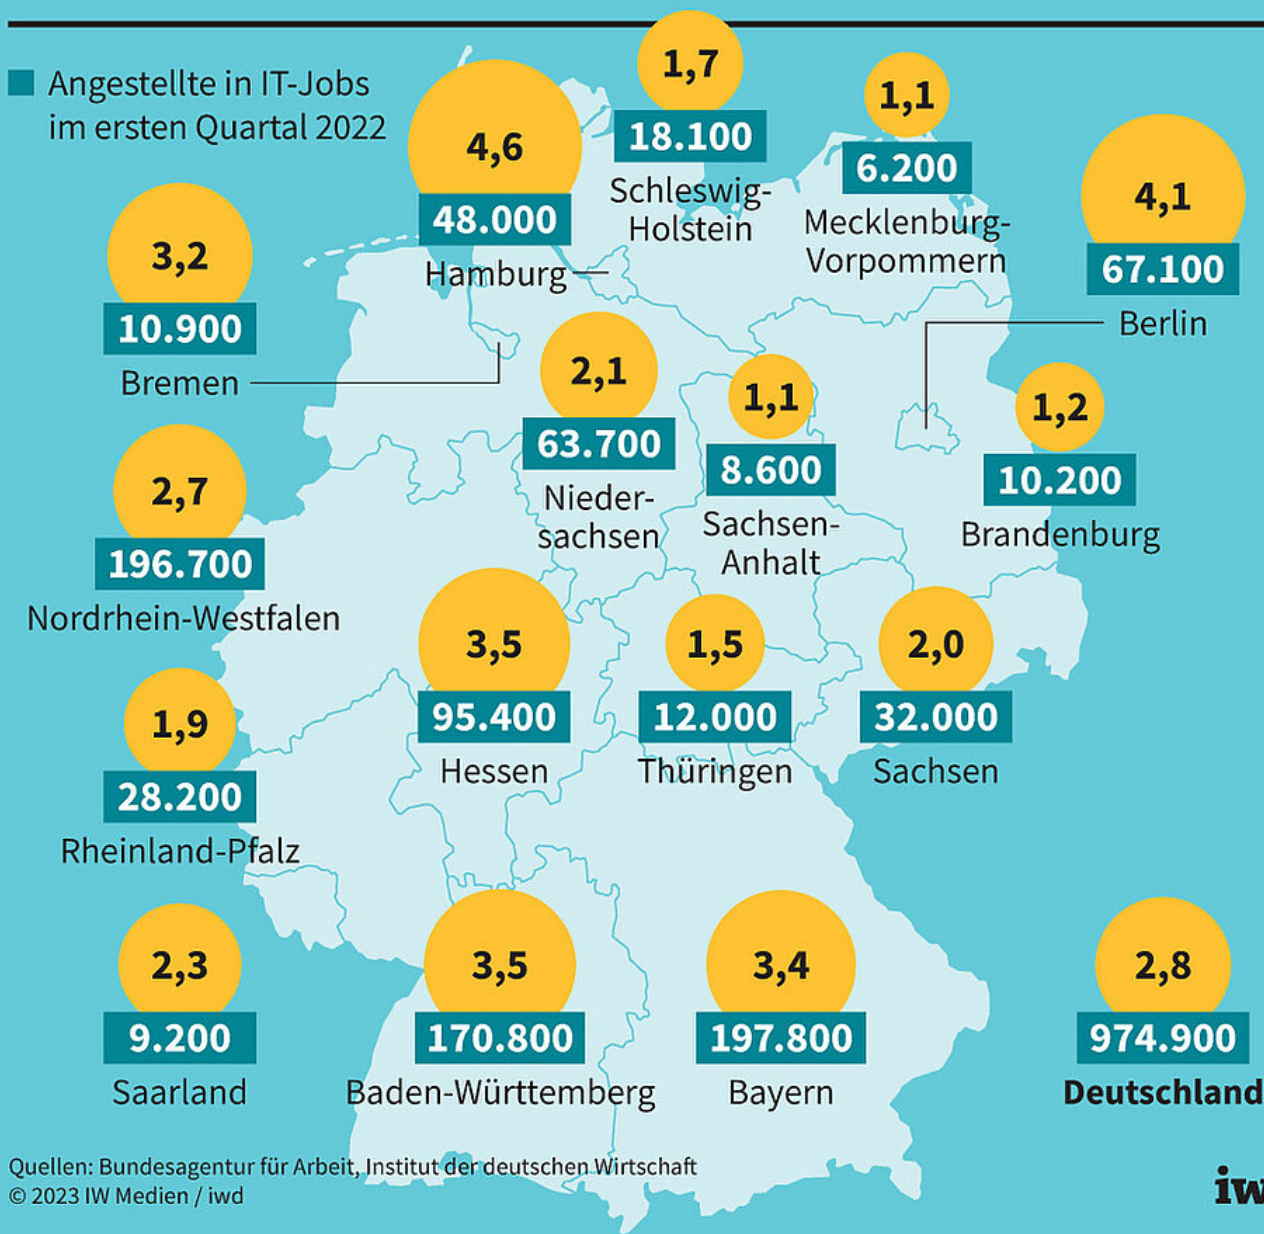 Angestellte in IT-Jobs
im ersten Quartal 2022
1,7
18.100
Schleswig-
Holstein
1,1
6.200
Mecklenburg-
Vorpommern
4,6
48.000
Hamburg
4,1
67.100
Berlin
3,2
10.900
Bremen
2,1
63.700
Nieder-
sachsen
1,1
8.600
Sachsen-
Anhalt
1,2
10.200
Brandenburg
2,7
196.700
Nordrhein-Westfalen
3,5
95.400
Hessen
1,5
12.000
Thüringen
2,0
32.000
Sachsen
1,9
28.200
Rheinland-Pfalz
2,3
9.200
Saarland
3,5
170.800
Baden-Württemberg
3,4
197.800
Bayern
2,8
974.900
Deutschland
Quellen: Bundesagentur für Arbeit, Institut der deutschen Wirtschaft
© 2023 IW Medien / iwd
iw